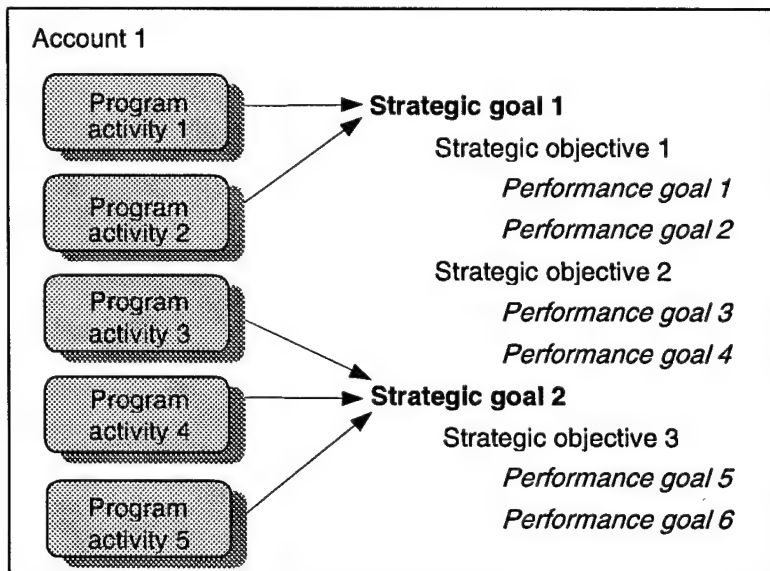 Account 1
Program
activity 1
Program
activity 2
Program
activity 3
Program
activity 4
Program
activity 5
Strategic goal 1
Strategic objective 1
Performance goal 1
Performance goal 2
Strategic objective 2
Performance goal 3
Performance goal 4
Strategic goal 2
Strategic objective 3
Performance goal 5
Performance goal 6